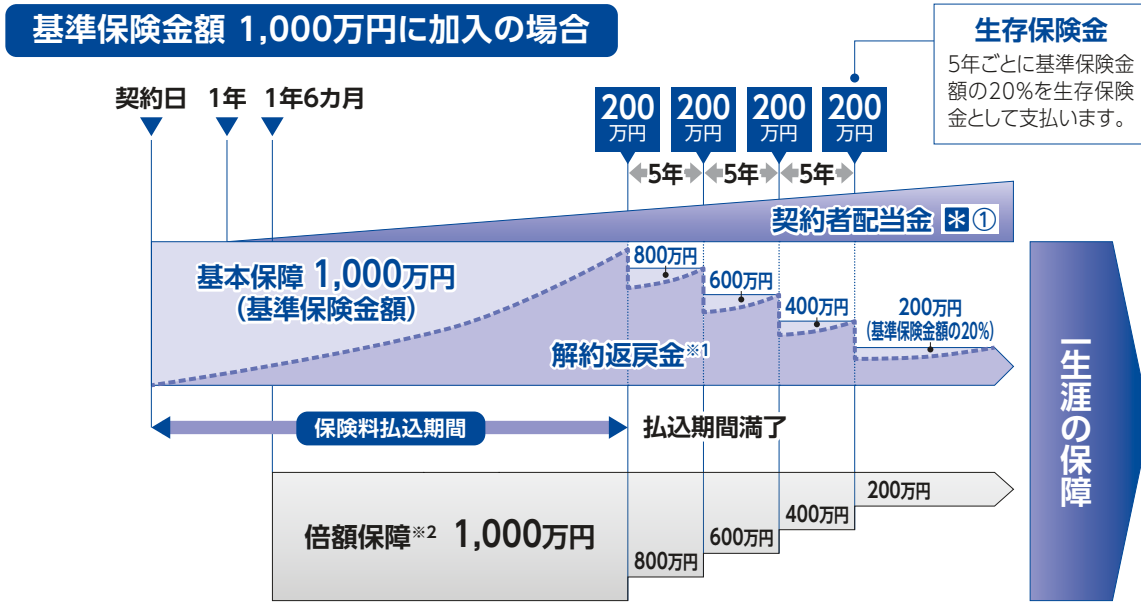 基準保険金額 1,000万円に加入の場合
生存保険金
5年ごとに基準保険金
額の20%を生存保険
金として支払います。
契約日 1年 1年6カ月
200
万円
200
万円
200
万円
200
万円
5年 5年 5年
契約者配当金 *①
基本保障 1,000万円
(基準保険金額)
800万円
600万円
400万円
200万円
(基準保険金額の20%)
解約返戻金※1
保険料払込期間
払込期間満了
一生涯の保障
倍額保障※2 1,000万円
800万円
600万円
400万円
200万円